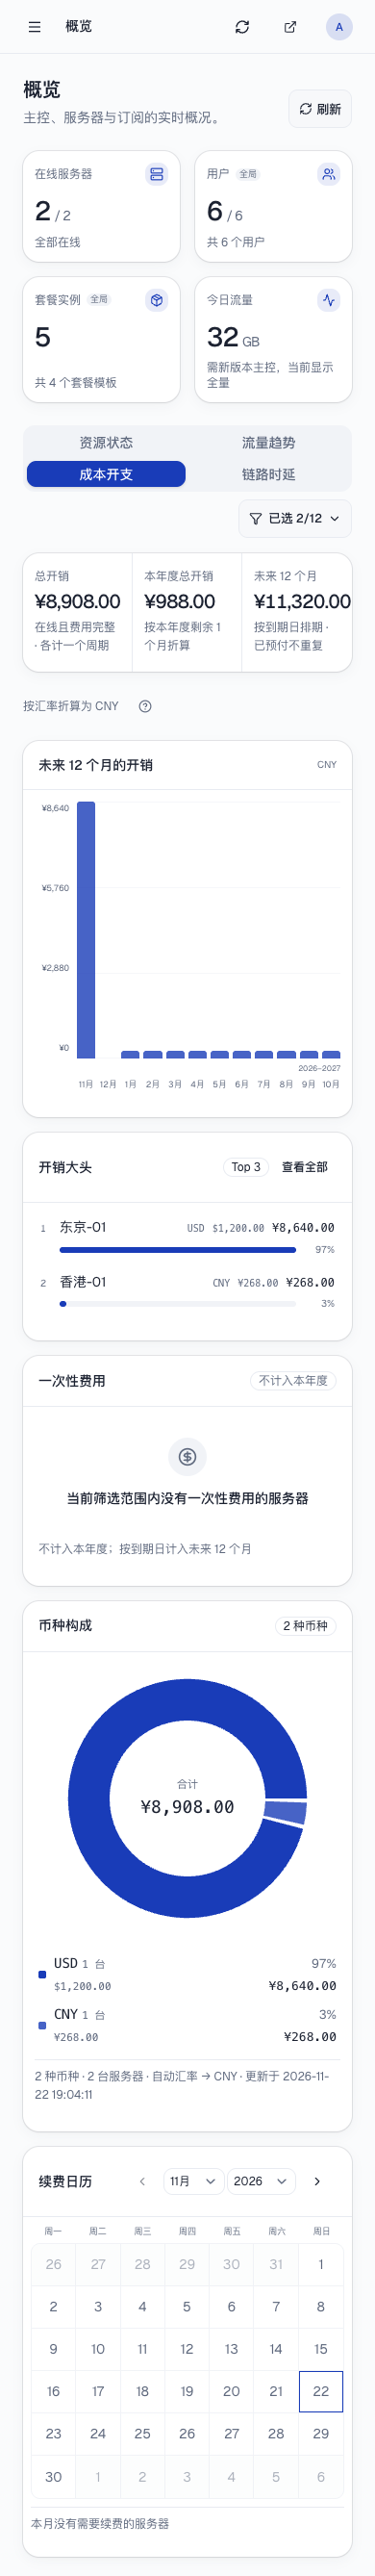 概览
A
概览
主控、服务器与订阅的实时概况。
刷新
在线服务器
2 / 2
全部在线
用户 全局
6 / 6
共 6 个用户
套餐实例 全局
5
共 4 个套餐模板
今日流量
32 GB
需新版本主控，当前显示
全量
资源状态
流量趋势
成本开支
链路时延
已选 2/12
总开销
¥8,908.00
在线且费用完整
· 各计一个周期
本年度总开销
¥988.00
按本年度剩余 1
个月折算
未来 12 个月
¥11,320.00
按到期日排期 ·
已预付不重复
按汇率折算为 CNY
未来 12 个月的开销
CNY
¥8,640
¥5,760
¥2,880
¥0
2026–2027
11月 12月 1月 2月 3月 4月 5月 6月 7月 8月 9月 10月
开销大头
Top 3
查看全部
1 东京-01 USD $1,200.00 ¥8,640.00
97%
2 香港-01 CNY ¥268.00 ¥268.00
3%
一次性费用
不计入本年度
当前筛选范围内没有一次性费用的服务器
不计入本年度；按到期日计入未来 12 个月
币种构成
2 种币种
合计
¥8,908.00
USD 1 台 97%
$1,200.00 ¥8,640.00
CNY 1 台 3%
¥268.00 ¥268.00
2 种币种 · 2 台服务器 · 自动汇率 → CNY · 更新于 2026-11-
22 19:04:11
续费日历
11月
2026
周一 周二 周三 周四 周五 周六 周日
26 27 28 29 30 31 1
2 3 4 5 6 7 8
9 10 11 12 13 14 15
16 17 18 19 20 21 22
23 24 25 26 27 28 29
30 1 2 3 4 5 6
本月没有需要续费的服务器